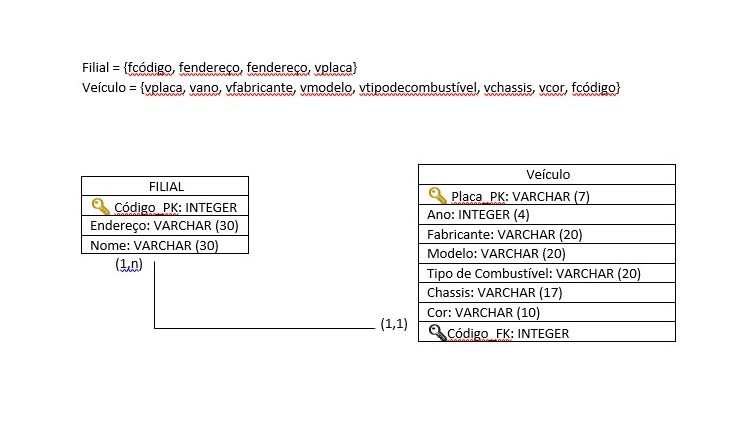 Filial = {fcódigo, fendereço, fendereço, vplaca}
Veículo = {vplaca, vano, vfabricante, vmodelo, vtipodecombustível, vchassis, vcor, fcódigo}
FILIAL
Código_PK: INTEGER
Endereço: VARCHAR (30)
Nome: VARCHAR (30)
(1,n)
(1,1)
Veículo
Placa_PK: VARCHAR (7)
Ano: INTEGER (4)
Fabricante: VARCHAR (20)
Modelo: VARCHAR (20)
Tipo de Combustível: VARCHAR (20)
Chassis: VARCHAR (17)
Cor: VARCHAR (10)
Código_FK: INTEGER